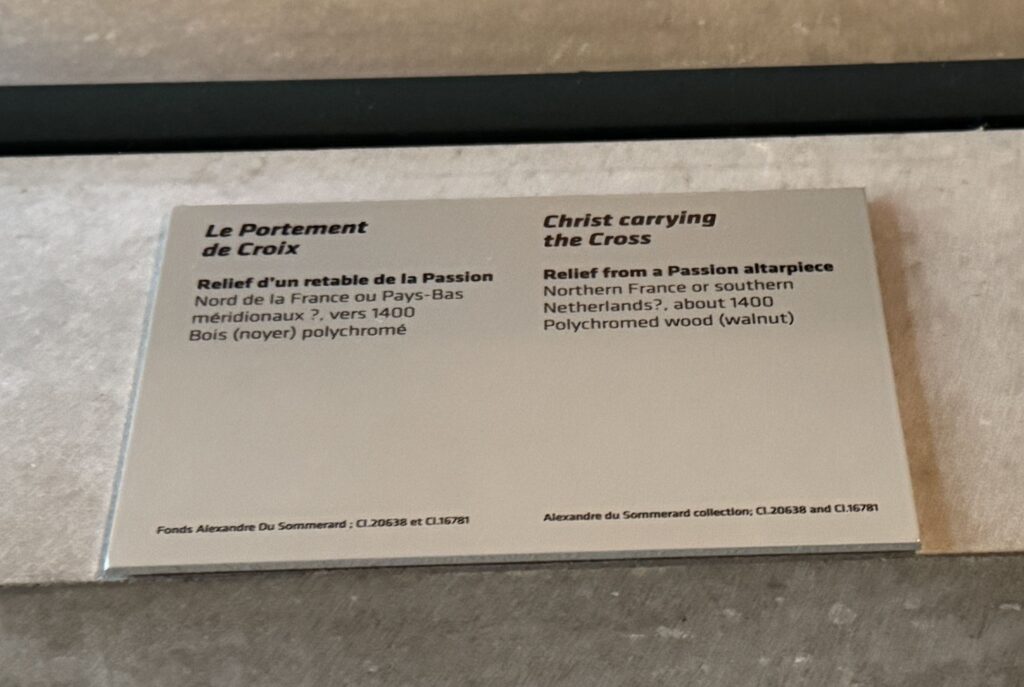 Le Portement
de Croix
Relief d'un retable de la Passion
Nord de la France ou Pays-Bas
méridionaux ?, vers 1400
Bois (noyer) polychromé
Fonds Alexandre Du Sommerard ; Cl.20638 et Cl.16781
Christ carrying
the Cross
Relief from a Passion altarpiece
Northern France or southern
Netherlands?, about 1400
Polychromed wood (walnut)
Alexandre du Sommerard collection; Cl.20638 and Cl.16781